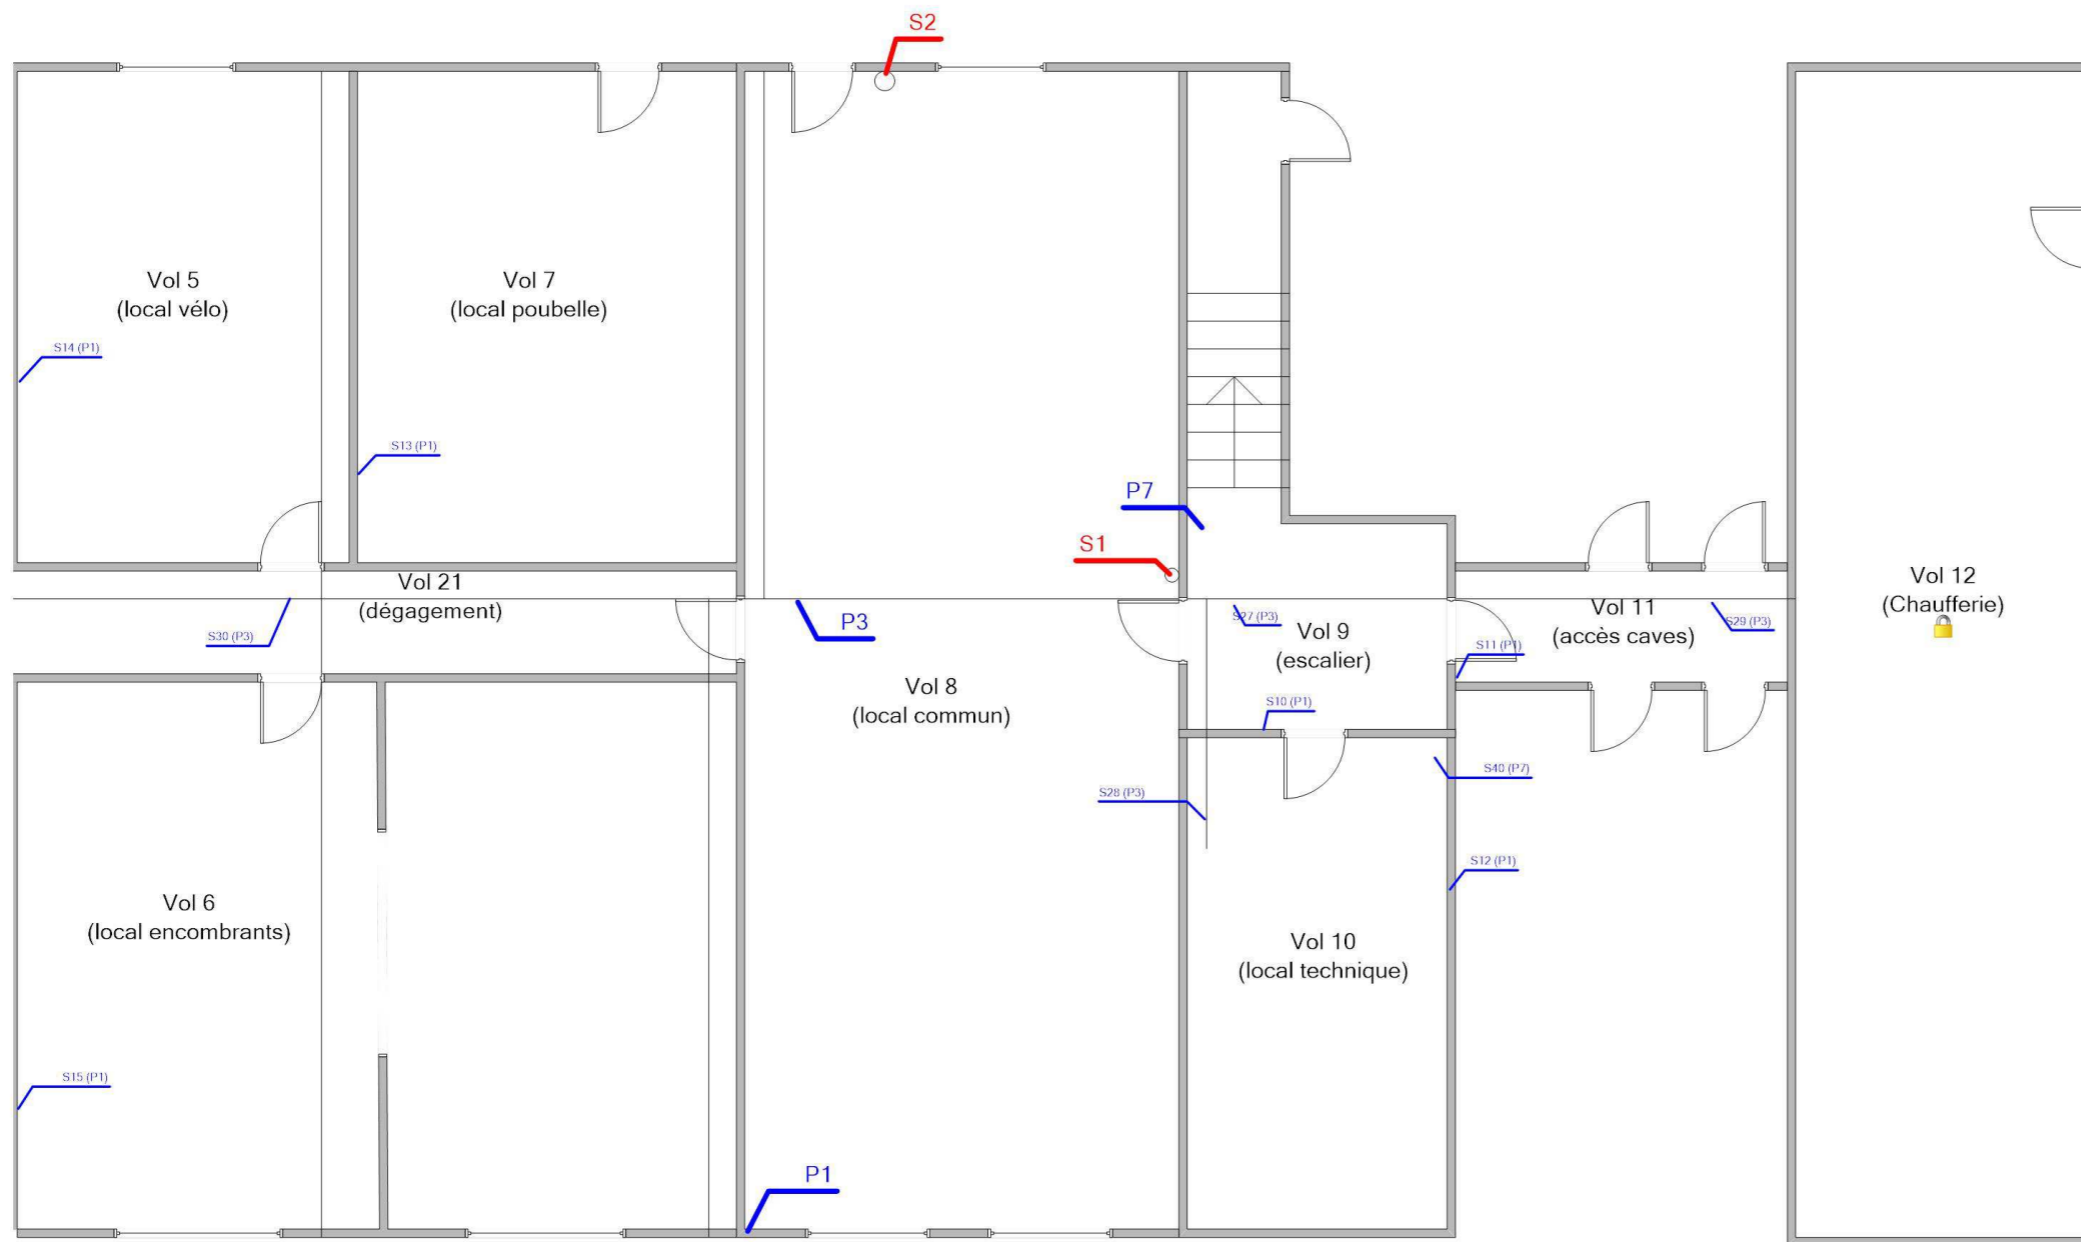 S2
Vol 5
(local vélo)
Vol 7
(local poubelle)
S14 (P1)
S13 (P1)
P7
S1
Vol 21
(dégagement)
S30 (P3)
P3
S27 (P3)
Vol 9
(escalier)
Vol 11
(accès caves)
S29 (P3)
S11 (P1)
Vol 12
(Chaufferie)
Vol 8
(local commun)
S10 (P1)
S40 (P7)
S28 (P3)
S12 (P1)
Vol 6
(local encombrants)
Vol 10
(local technique)
S15 (P1)
P1